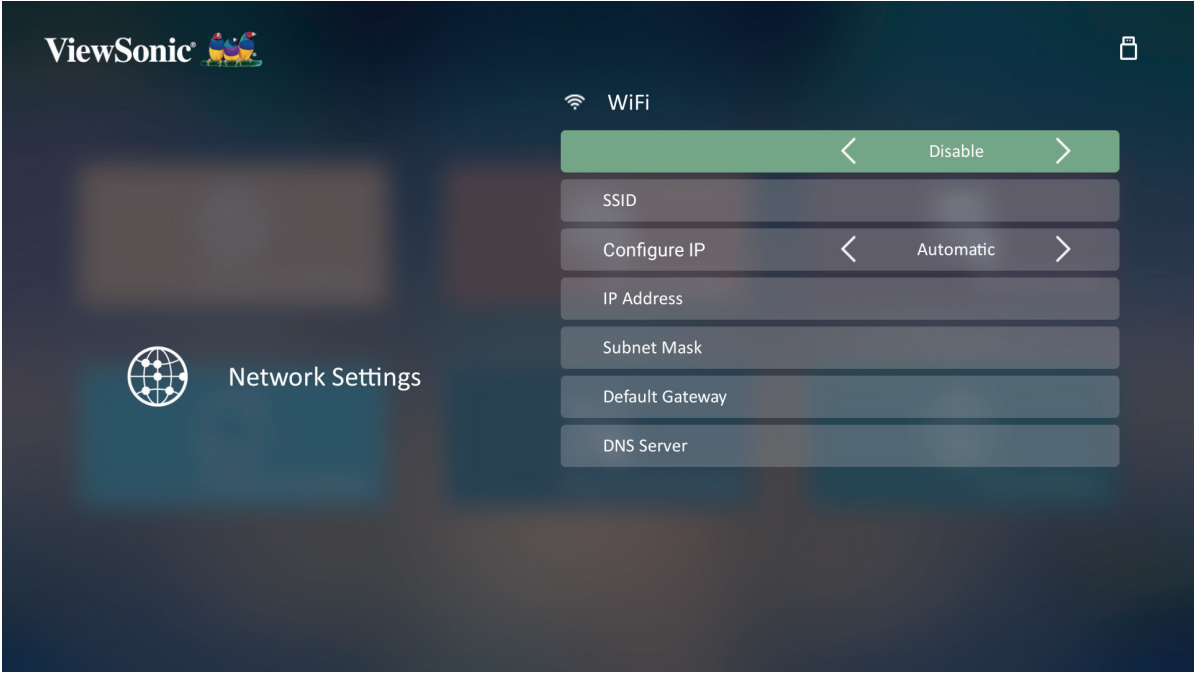 ViewSonic®
WiFi
Disable
SSID
Configure IP Automatic
IP Address
Subnet Mask
Network Settings
Default Gateway
DNS Server